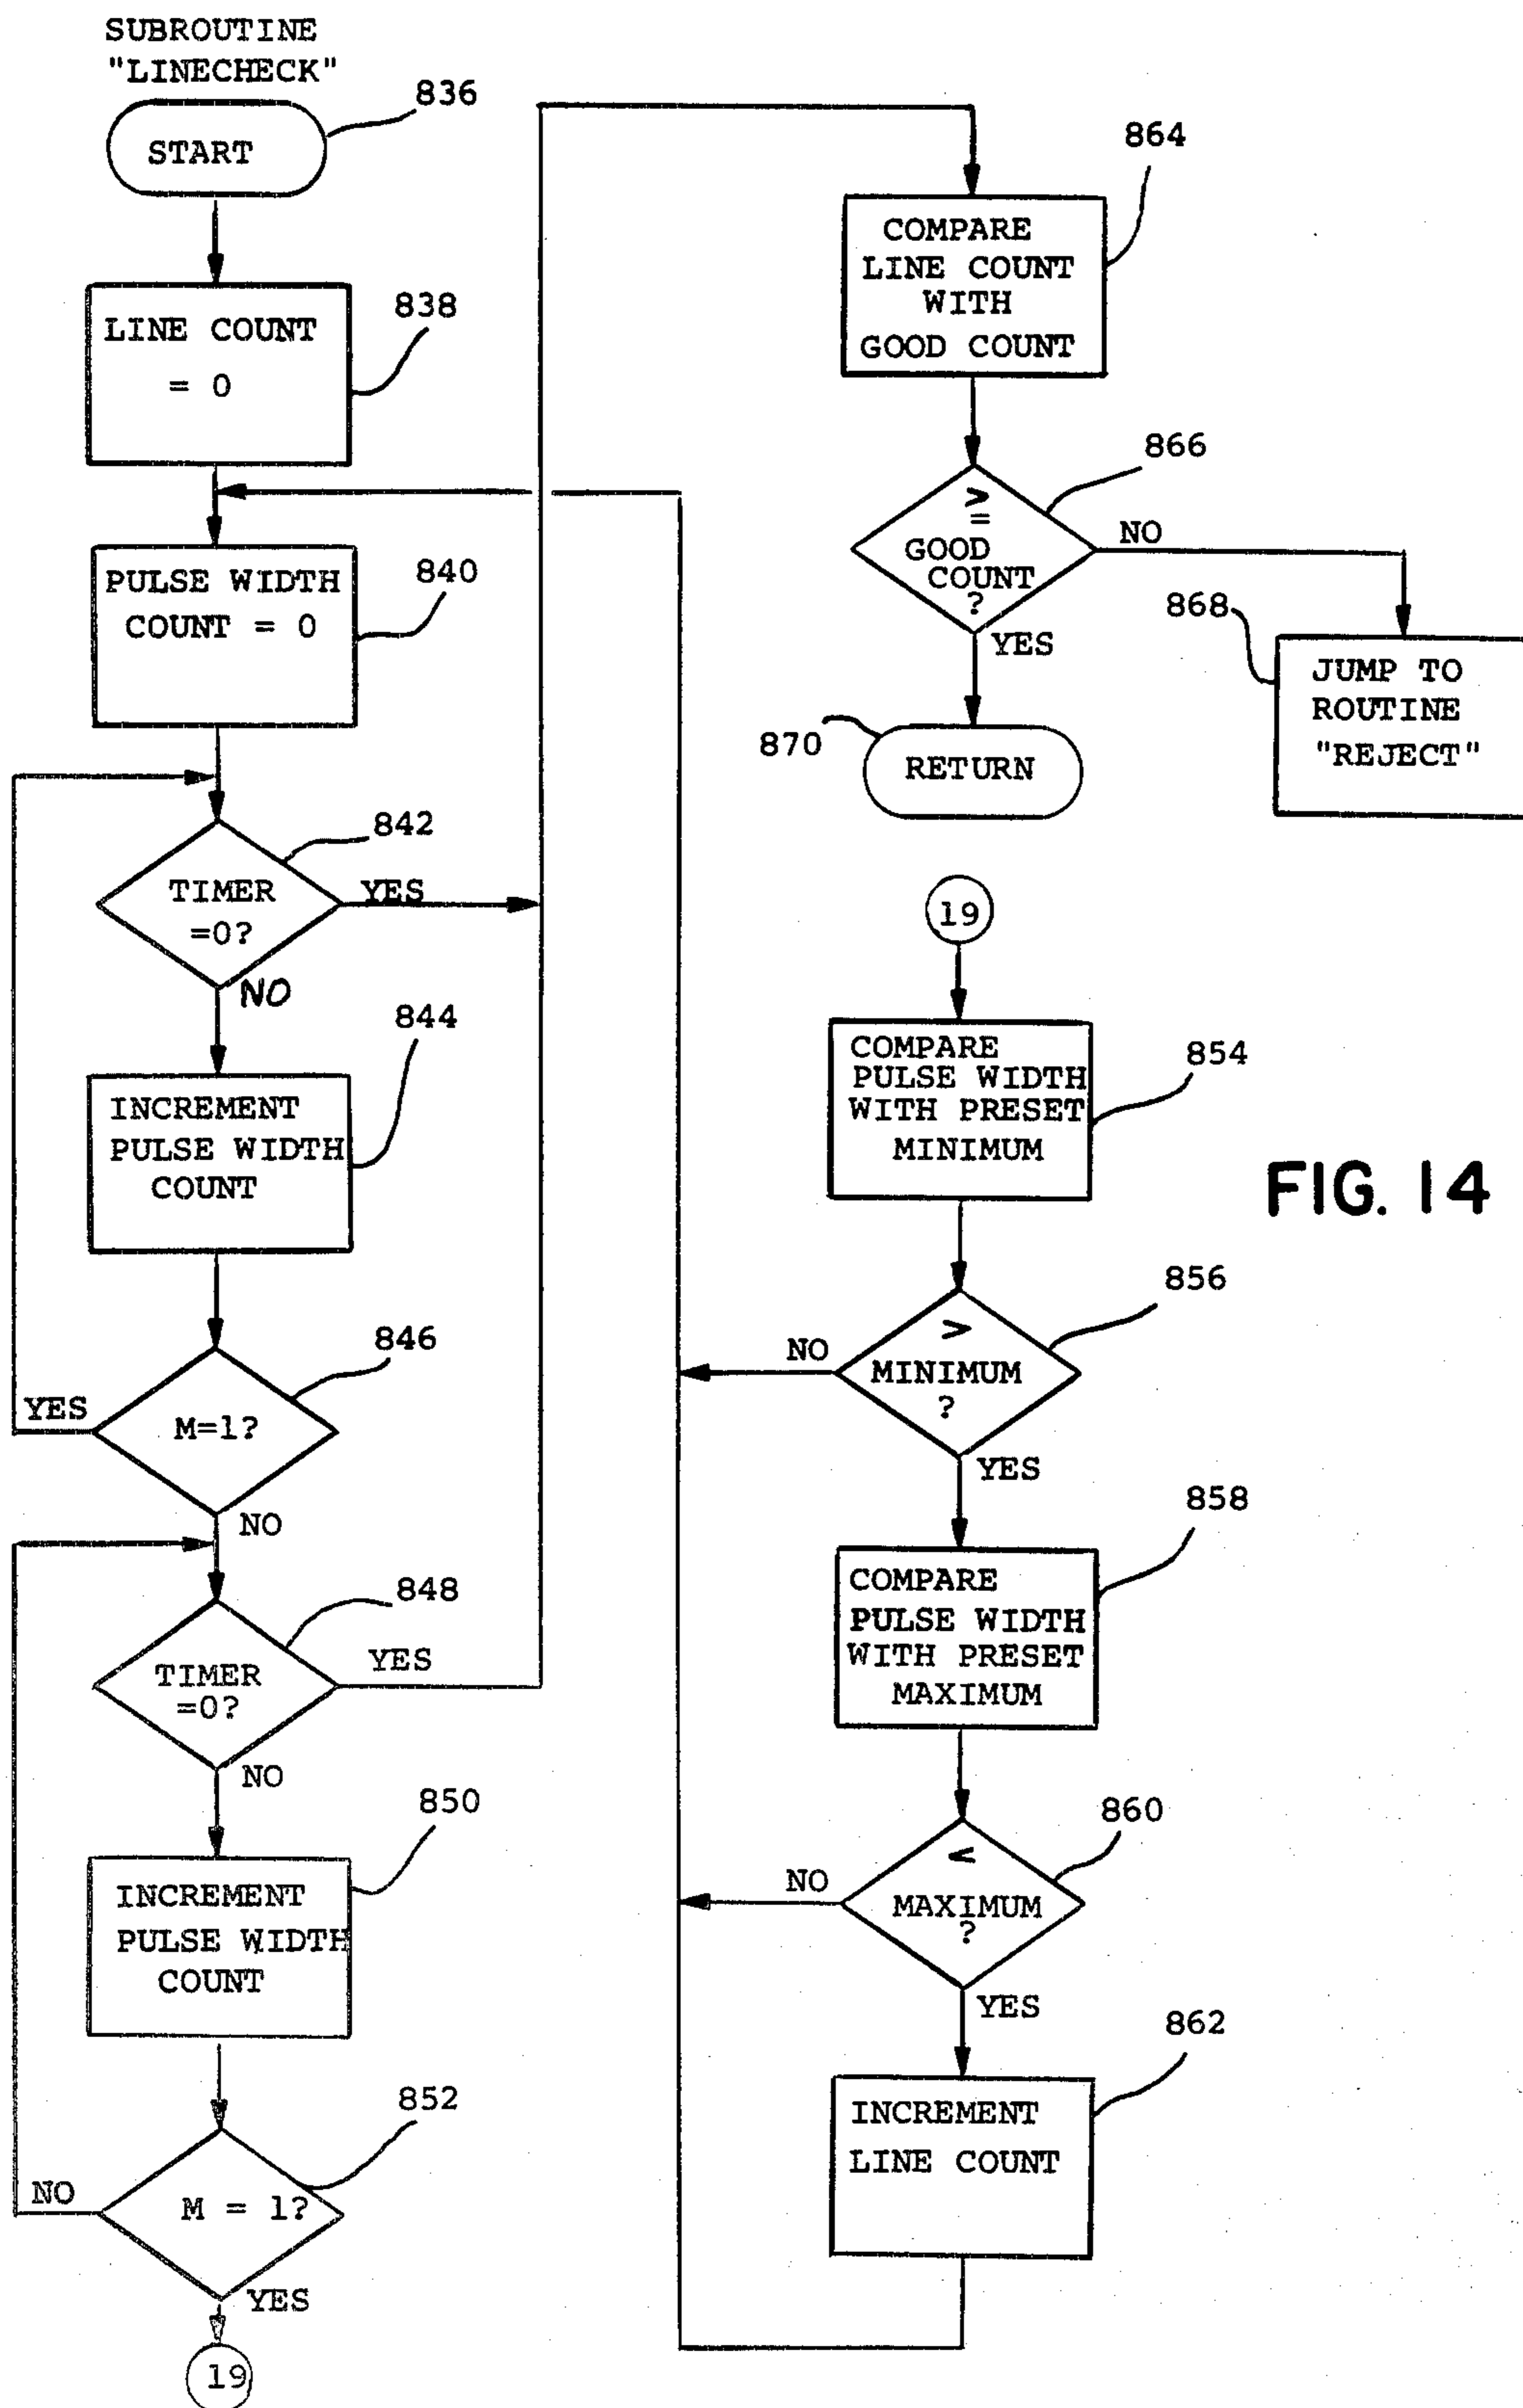 SUBROUTINE
"LINECHECK"
836
START
838
LINE COUNT
= 0
840
PULSE WIDTH
COUNT = 0
842
TIMER
=0?
YES
NO
844
INCREMENT
PULSE WIDTH
COUNT
846
YES
M=1?
NO
848
TIMER
=0?
YES
NO
850
INCREMENT
PULSE WIDTH
COUNT
852
NO
M = 1?
YES
19
864
COMPARE
LINE COUNT
WITH
GOOD COUNT
866
>
=
GOOD
COUNT
?
NO
YES
868
JUMP TO
ROUTINE
"REJECT"
870
RETURN
19
854
COMPARE
PULSE WIDTH
WITH PRESET
MINIMUM
FIG. 14
856
>
MINIMUM
?
NO
YES
858
COMPARE
PULSE WIDTH
WITH PRESET
MAXIMUM
860
<
MAXIMUM
?
NO
YES
862
INCREMENT
LINE COUNT